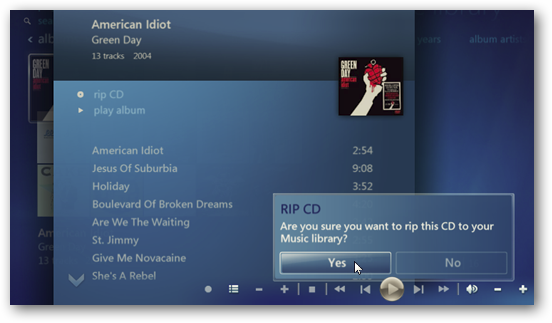 sea
American Idiot
Green Day
13 tracks 2004
alb
years
album artis
GREEN
DAY
rip CD
play album
American Idiot 2:54
Jesus Of Suburbia 9:08
Holiday 3:52
Boulevard Of Broken Dreams
Are We The Waiting
St. Jimmy
Give Me Novacaine
She's A Rebel
RIP CD
Are you sure you want to rip this CD to your
Music library?
Yes No
Am
Gree
13 t